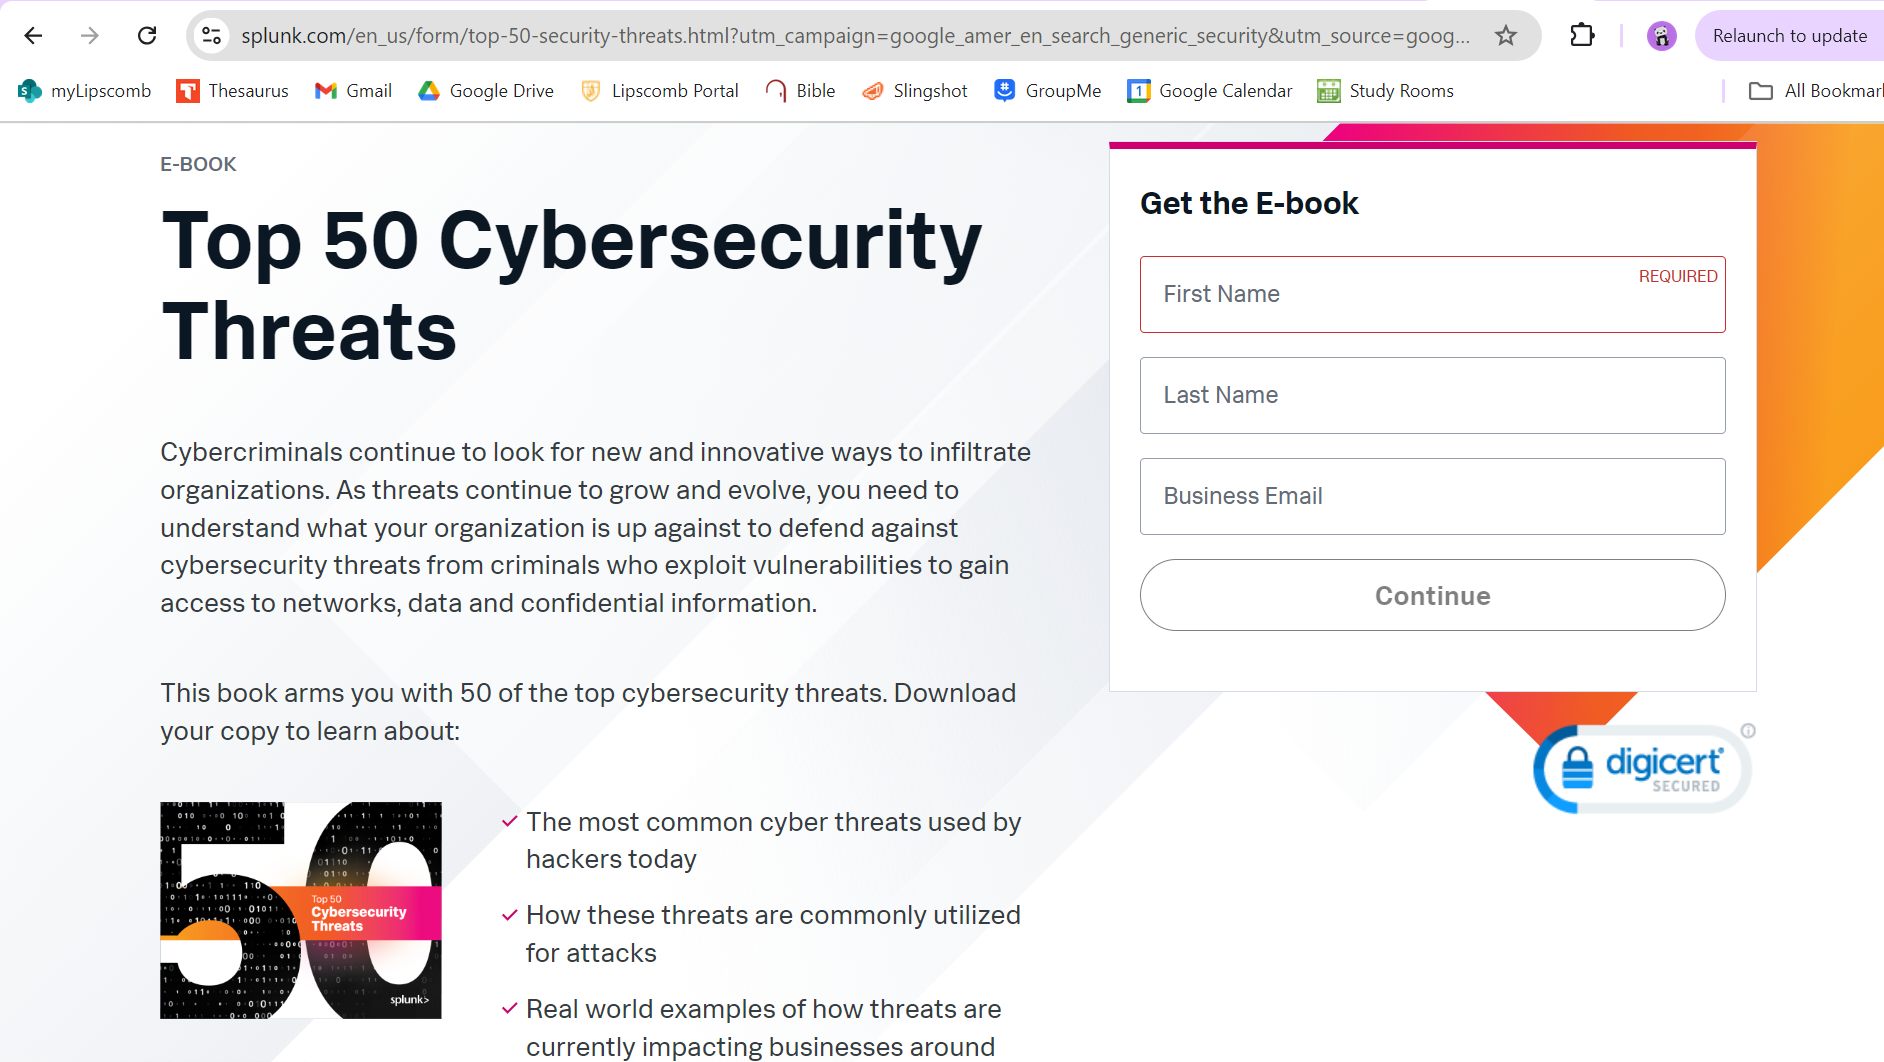 splunk.com/en_us/form/top-50-security-threats.html?utm_campaign=google_amer_en_search_generic_security&utm_source=goog...
Relaunch to update
myLipscomb
Thesaurus
Gmail
Google Drive
Lipscomb Portal
Bible
Slingshot
GroupMe
1
Google Calendar
Study Rooms
All Bookmar
E-BOOK
Top 50 Cybersecurity
Threats
Cybercriminals continue to look for new and innovative ways to infiltrate
organizations. As threats continue to grow and evolve, you need to
understand what your organization is up against to defend against
cybersecurity threats from criminals who exploit vulnerabilities to gain
access to networks, data and confidential information.
This book arms you with 50 of the top cybersecurity threats. Download
your copy to learn about:
50
Top 50
Cybersecurity
Threats
splunk>
The most common cyber threats used by
hackers today
How these threats are commonly utilized
for attacks
Real world examples of how threats are
currently impacting businesses around
Get the E-book
REQUIRED
First Name
Last Name
Business Email
Continue
digicert
SECURED